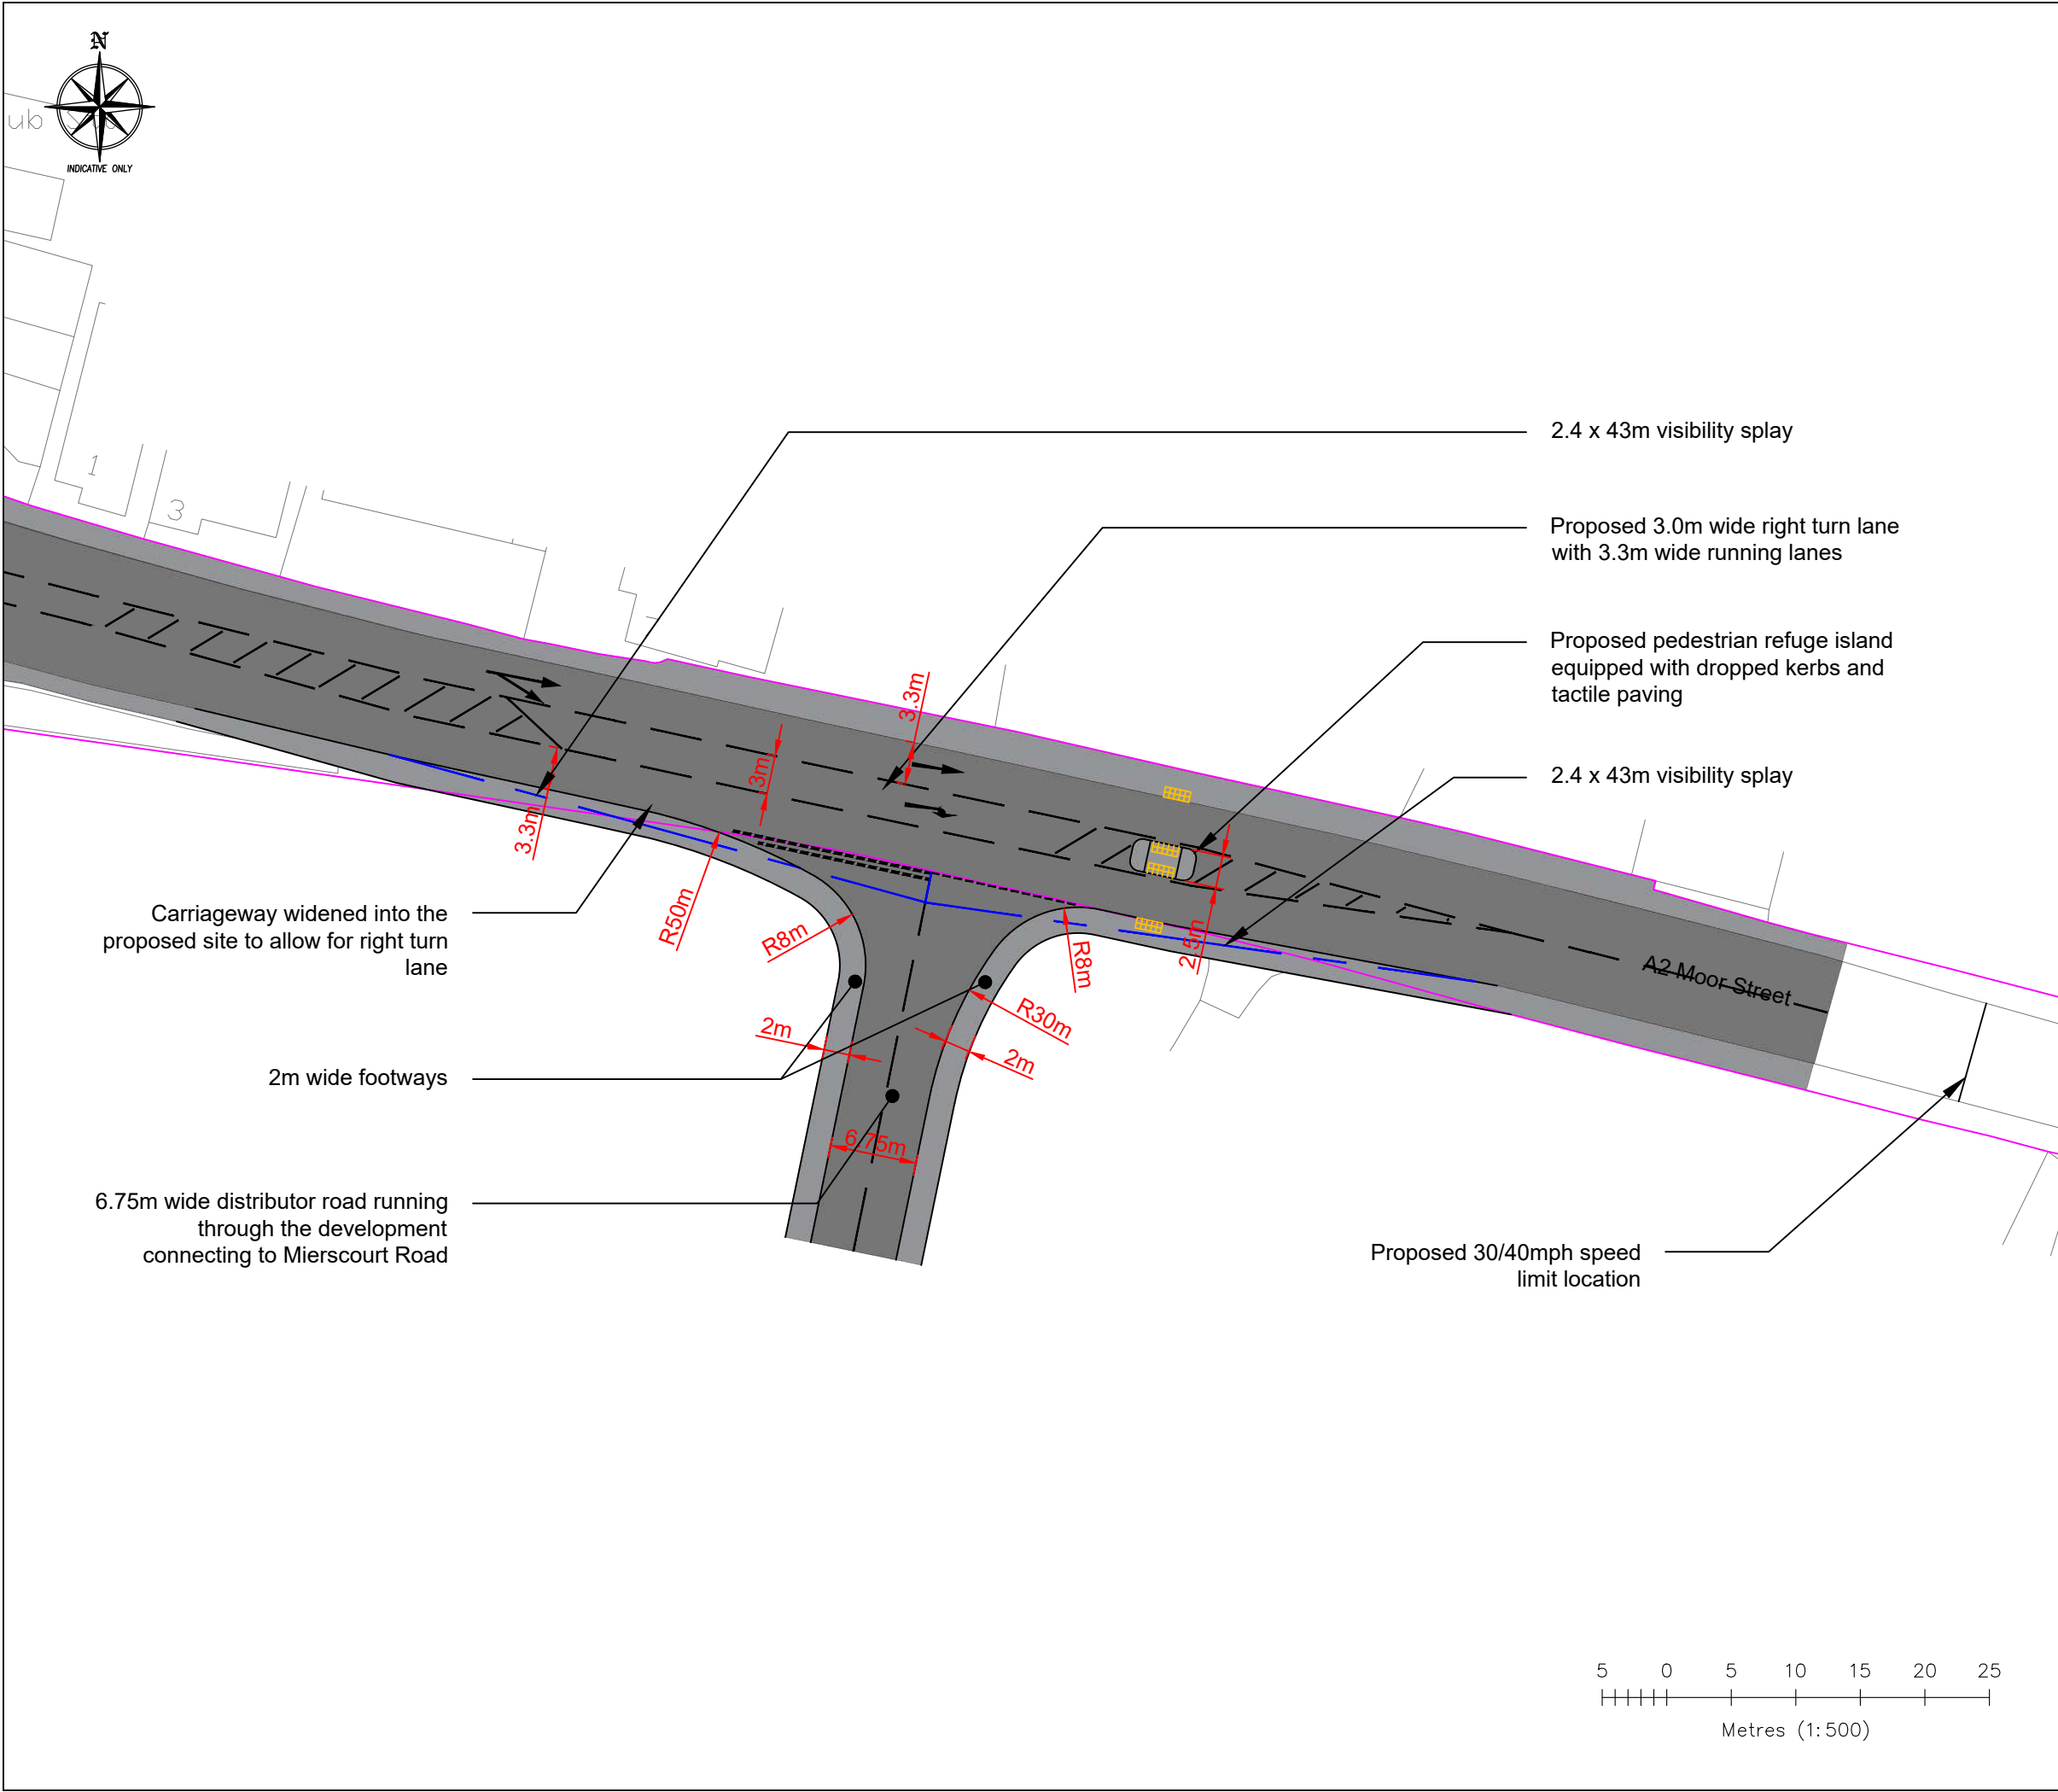 N
INDICATIVE ONLY
ub
1
3
2.4 x 43m visibility splay
Proposed 3.0m wide right turn lane
with 3.3m wide running lanes
Proposed pedestrian refuge island
equipped with dropped kerbs and
tactile paving
2.4 x 43m visibility splay
3.3m
3m
3.3m
R50m
R8m
R8m
2.5m
R30m
2m
2m
6.75m
A2 Moor Street
Carriageway widened into the
proposed site to allow for right turn
lane
2m wide footways
6.75m wide distributor road running
through the development
connecting to Mierscourt Road
Proposed 30/40mph speed
limit location
5 0 5 10 15 20 25
Metres (1:500)